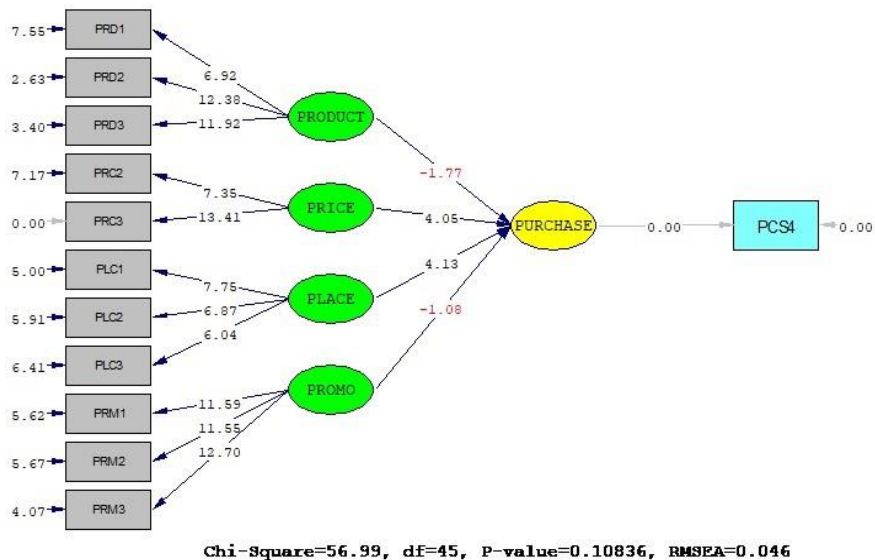 7.55 PRD1
6.92
2.63 PRD2
12.38
3.40 PRD3
11.92
PRODUCT
7.17 PRC2
7.35
-1.77
0.00 PRC3
13.41
PRICE
4.05
PURCHASE
0.00
PCS4
0.00
5.00 PLC1
7.75
4.13
5.91 PLC2
6.87
PLACE
-1.08
6.41 PLC3
6.04
5.62 PRM1
11.59
PROMO
5.67 PRM2
11.55
12.70
4.07 PRM3
Chi-Square=56.99, df=45, P-value=0.10836, RMSEA=0.046